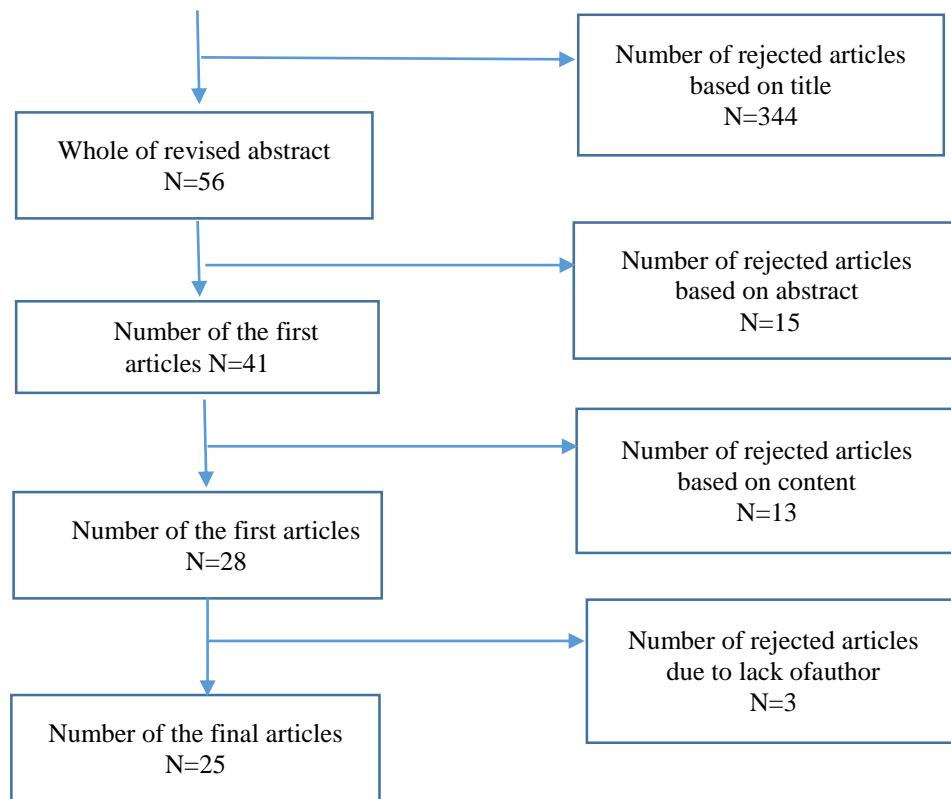 Number of rejected articles
based on title
N=344
Whole of revised abstract
N=56
Number of rejected articles
based on abstract
N=15
Number of the first
articles N=41
Number of rejected articles
based on content
N=13
Number of the first articles
N=28
Number of rejected articles
due to lack ofauthor
N=3
Number of the final articles
N=25